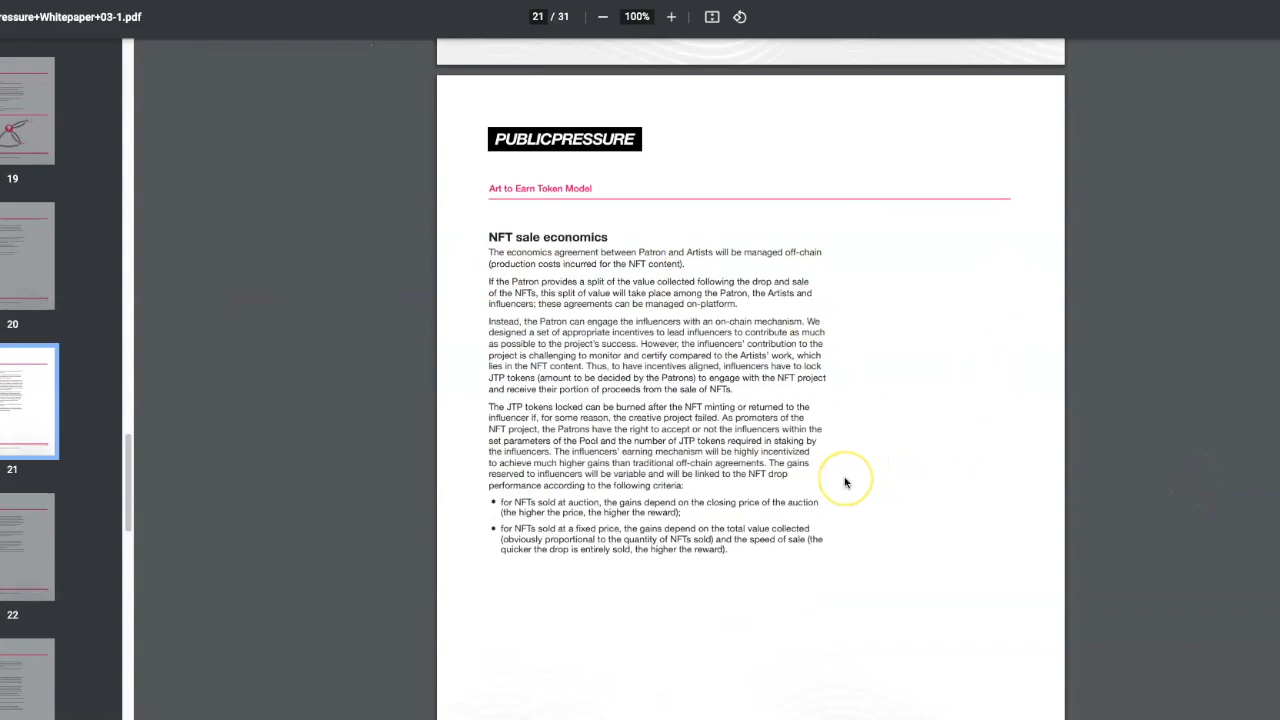 ressure+Whitepaper+03-1.pdf
21 / 31
100%
19
20
21
22
PUBLICPRESSURE
Art to Earn Token Model
NFT sale economics
The economics agreement between Patron and Artists will be managed off-chain
(production costs incurred for the NFT content).
If the Patron provides a split of the value collected following the drop and sale
of the NFTs, this split of value will take place among the Patron, the Artists and
influencers; these agreements can be managed on-platform.
Instead, the Patron can engage the influencers with an on-chain mechanism. We
designed a set of appropriate incentives to lead influencers to contribute as much
as possible to the project's success. However, the influencers' contribution to the
project is challenging to monitor and certify compared to the Artists' work, which
lies in the NFT content. Thus, to have incentives aligned, influencers have to lock
JTP tokens (amount to be decided by the Patrons) to engage with the NFT project
and receive their portion of proceeds from the sale of NFTs.
The JTP tokens locked can be burned after the NFT minting or returned to the
influencer if, for some reason, the creative project failed. As promoters of the
NFT project, the Patrons have the right to accept or not the influencers within the
set parameters of the Pool and the number of JTP tokens required in staking by
the influencers. The influencers' earning mechanism will be highly incentivized
to achieve much higher gains than traditional off-chain agreements. The gains
reserved to influencers will be variable and will be linked to the NFT drop
performance according to the following criteria:
• for NFTs sold at auction, the gains depend on the closing price of the auction
(the higher the price, the higher the reward);
• for NFTs sold at a fixed price, the gains depend on the total value collected
(obviously proportional to the quantity of NFTs sold) and the speed of sale (the
quicker the drop is entirely sold, the higher the reward).